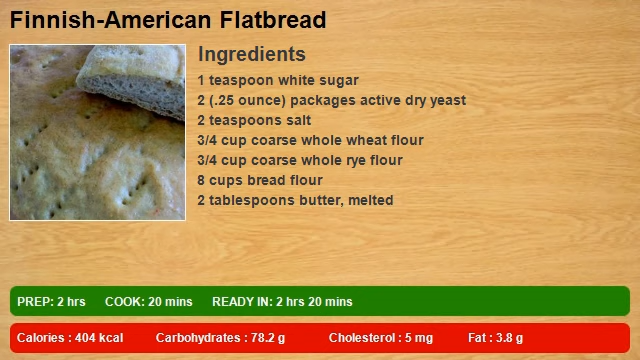 Finnish-American Flatbread
Ingredients
1 teaspoon white sugar
2 (.25 ounce) packages active dry yeast
2 teaspoons salt
3/4 cup coarse whole wheat flour
3/4 cup coarse whole rye flour
8 cups bread flour
2 tablespoons butter, melted
PREP: 2 hrs COOK: 20 mins READY IN: 2 hrs 20 mins
Calories : 404 kcal Carbohydrates : 78.2 g Cholesterol : 5 mg Fat : 3.8 g